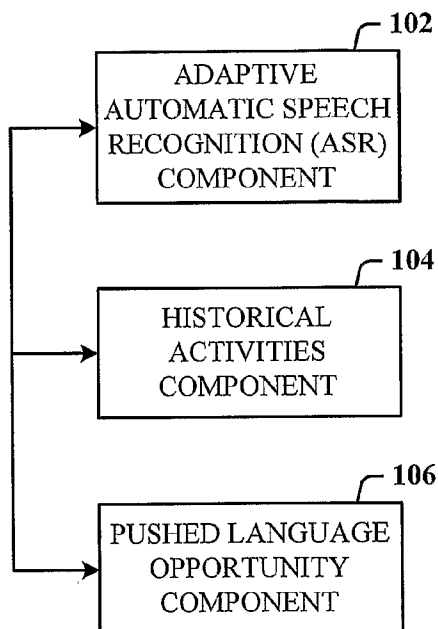 102
ADAPTIVE
AUTOMATIC SPEECH
RECOGNITION (ASR)
COMPONENT
104
HISTORICAL
ACTIVITIES
COMPONENT
106
PUSHED LANGUAGE
OPPORTUNITY
COMPONENT